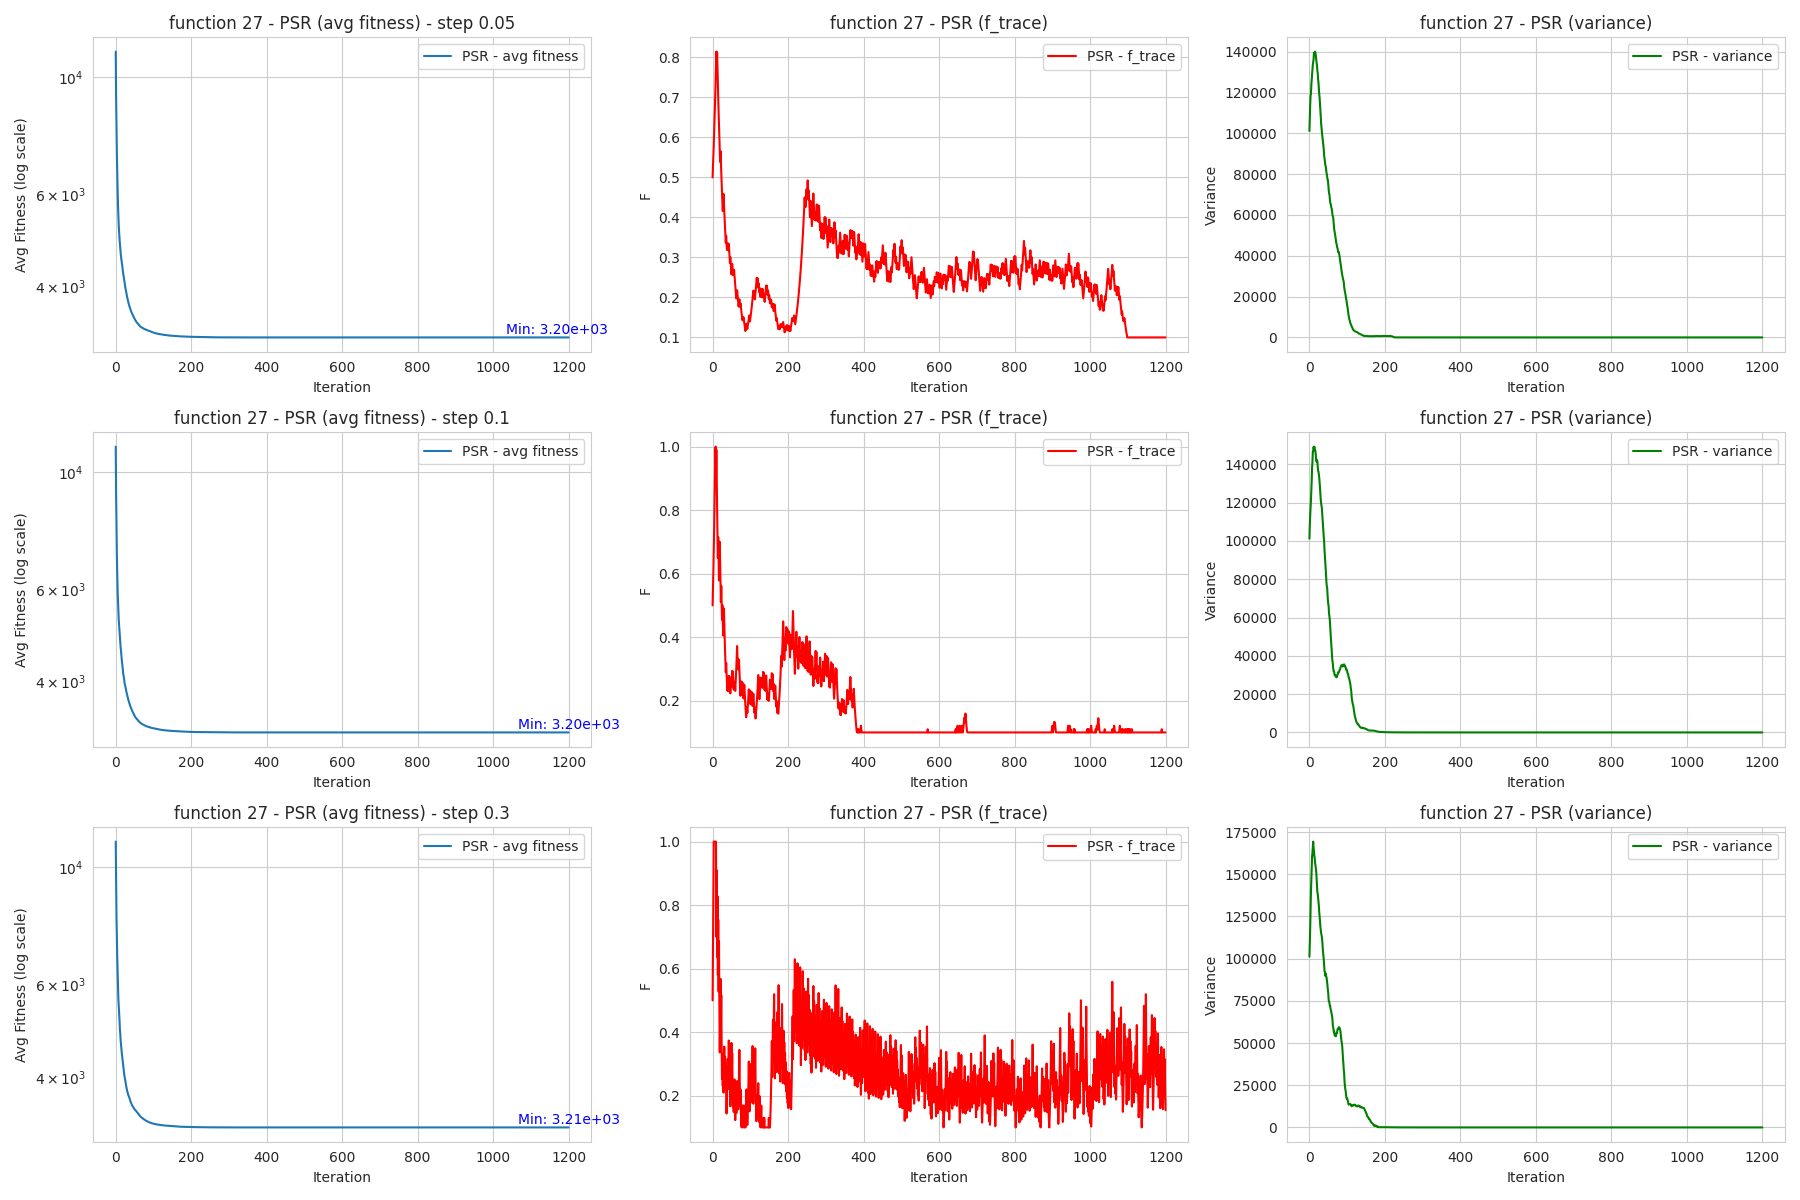 function 27 - PSR (avg fitness) - step 0.05
PSR - avg fitness
Avg Fitness (log scale)
10^4
6 × 10^3
4 × 10^3
Min: 3.20e+03
0 200 400 600 800 1000 1200
Iteration
function 27 - PSR (f_trace)
PSR - f_trace
F
0.8
0.7
0.6
0.5
0.4
0.3
0.2
0.1
0 200 400 600 800 1000 1200
Iteration
function 27 - PSR (variance)
PSR - variance
Variance
140000
120000
100000
80000
60000
40000
20000
0
0 200 400 600 800 1000 1200
Iteration
function 27 - PSR (avg fitness) - step 0.1
PSR - avg fitness
Avg Fitness (log scale)
10^4
6 × 10^3
4 × 10^3
Min: 3.20e+03
0 200 400 600 800 1000 1200
Iteration
function 27 - PSR (f_trace)
PSR - f_trace
F
1.0
0.8
0.6
0.4
0.2
0 200 400 600 800 1000 1200
Iteration
function 27 - PSR (variance)
PSR - variance
Variance
140000
120000
100000
80000
60000
40000
20000
0
0 200 400 600 800 1000 1200
Iteration
function 27 - PSR (avg fitness) - step 0.3
PSR - avg fitness
Avg Fitness (log scale)
10^4
6 × 10^3
4 × 10^3
Min: 3.21e+03
0 200 400 600 800 1000 1200
Iteration
function 27 - PSR (f_trace)
PSR - f_trace
F
1.0
0.8
0.6
0.4
0.2
0 200 400 600 800 1000 1200
Iteration
function 27 - PSR (variance)
PSR - variance
Variance
175000
150000
125000
100000
75000
50000
25000
0
0 200 400 600 800 1000 1200
Iteration